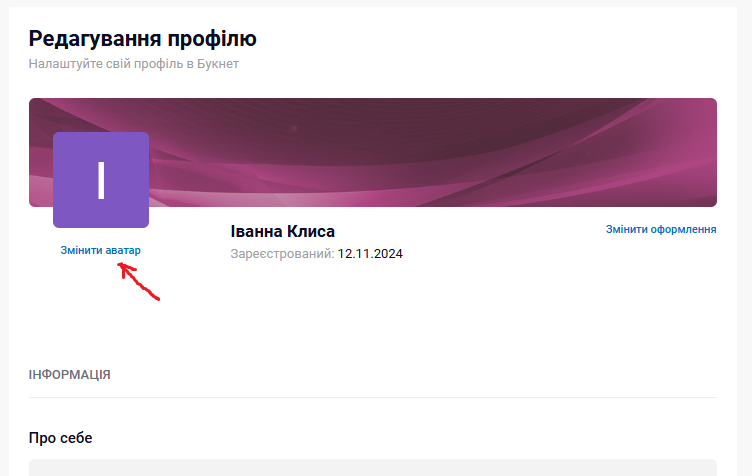 Редагування профілю
Налаштуйте свій профіль в Букнет
І
Іванна Клиса
Змінити оформлення
Змінити аватар
Зареєстрований: 12.11.2024
ІНФОРМАЦІЯ
Про себе